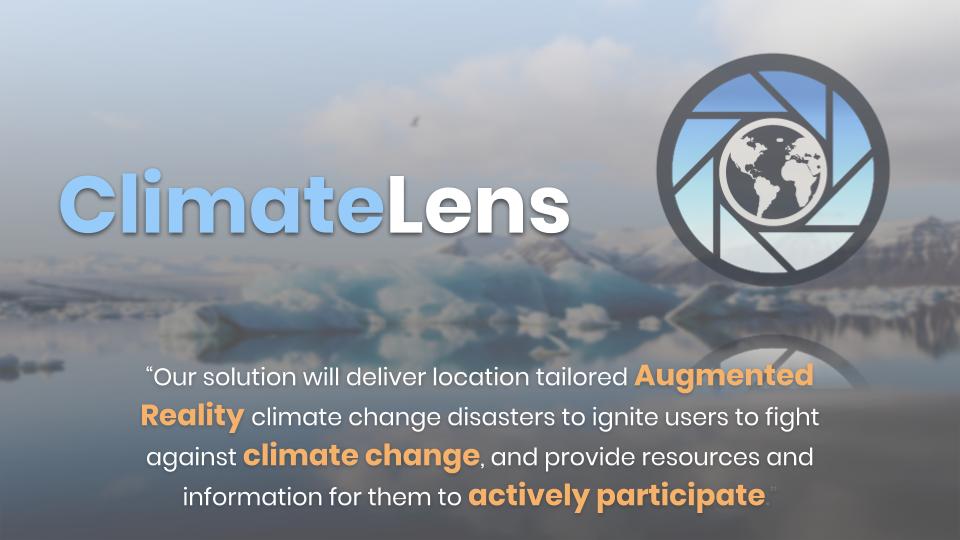 ClimateLens
“Our solution will deliver location tailored Augmented
Reality climate change disasters to ignite users to fight
against climate change, and provide resources and
information for them to actively participate.”